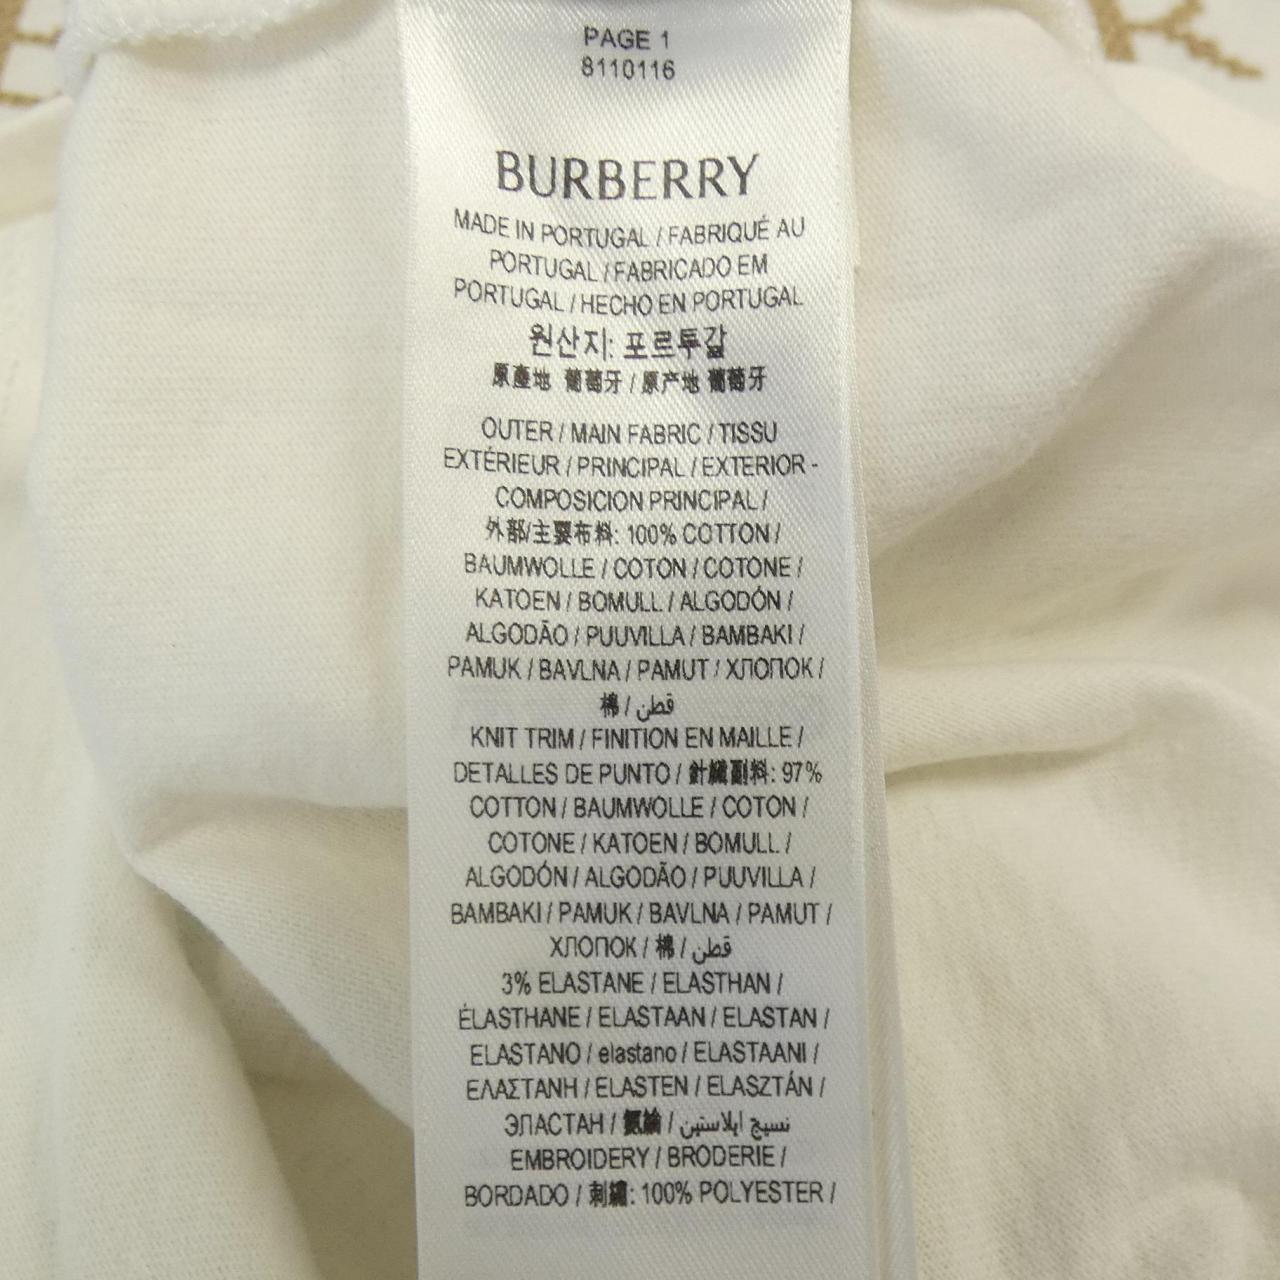 PAGE 1
8110116
BURBERRY
MADE IN PORTUGAL / FABRIQUÉ AU
PORTUGAL / FABRICADO EM
PORTUGAL / HECHO EN PORTUGAL
원산지: 포르투갈
原產地 葡萄牙 / 原产地 葡萄牙
OUTER / MAIN FABRIC / TISSU
EXTÉRIEUR / PRINCIPAL / EXTERIOR -
COMPOSICION PRINCIPAL /
外部/主要布料: 100% COTTON /
BAUMWOLLE / COTON / COTONE /
KATOEN / BOMULL / ALGODÓN /
ALGODÃO / PUUVILLA / BAMBAKI /
PAMUK / BAVLNA / PAMUT / ХЛОПОК /
棉 / قطن
KNIT TRIM / FINITION EN MAILLE /
DETALLES DE PUNTO / 針織副料: 97%
COTTON / BAUMWOLLE / COTON /
COTONE / KATOEN / BOMULL /
ALGODÓN / ALGODÃO / PUUVILLA /
BAMBAKI / PAMUK / BAVLNA / PAMUT /
ХЛОПОК / 棉 / قطن
3% ELASTANE / ELASTHAN /
ÉLASTHANE / ELASTAAN / ELASTAN /
ELASTANO / elastano / ELASTAANI /
ΕΛΑΣΤΑΝΗ / ELASTEN / ELASZTÁN /
ЭЛАСТАН / 氨綸 / نسيج ايلاستين
EMBROIDERY / BRODERIE /
BORDADO / 刺繡: 100% POLYESTER /